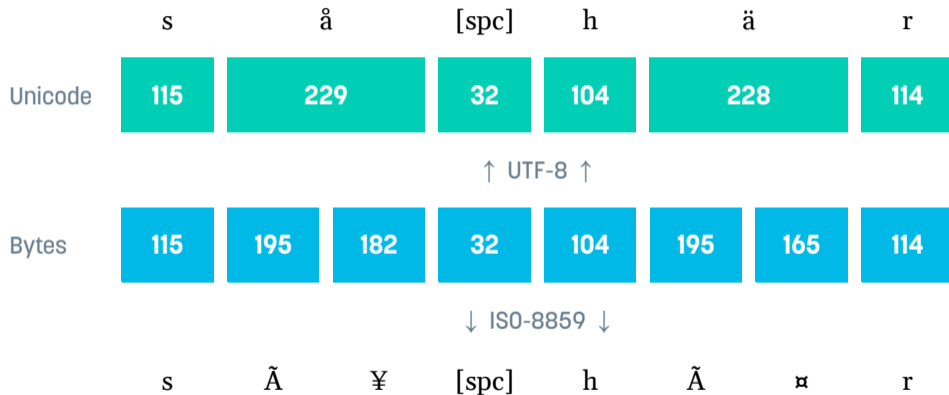 s å [spc] h ä r
Unicode 115 229 32 104 228 114
↑ UTF-8 ↑
Bytes 115 195 182 32 104 195 165 114
↓ ISO-8859 ↓
s Ã ¥ [spc] h Ã ¤ r